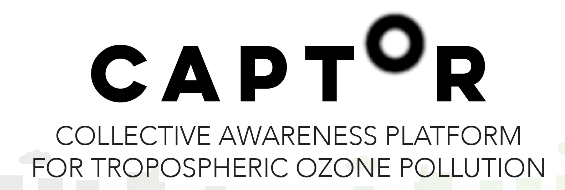 CAPTOR
COLLECTIVE AWARENESS PLATFORM
FOR TROPOSPHERIC OZONE POLLUTION